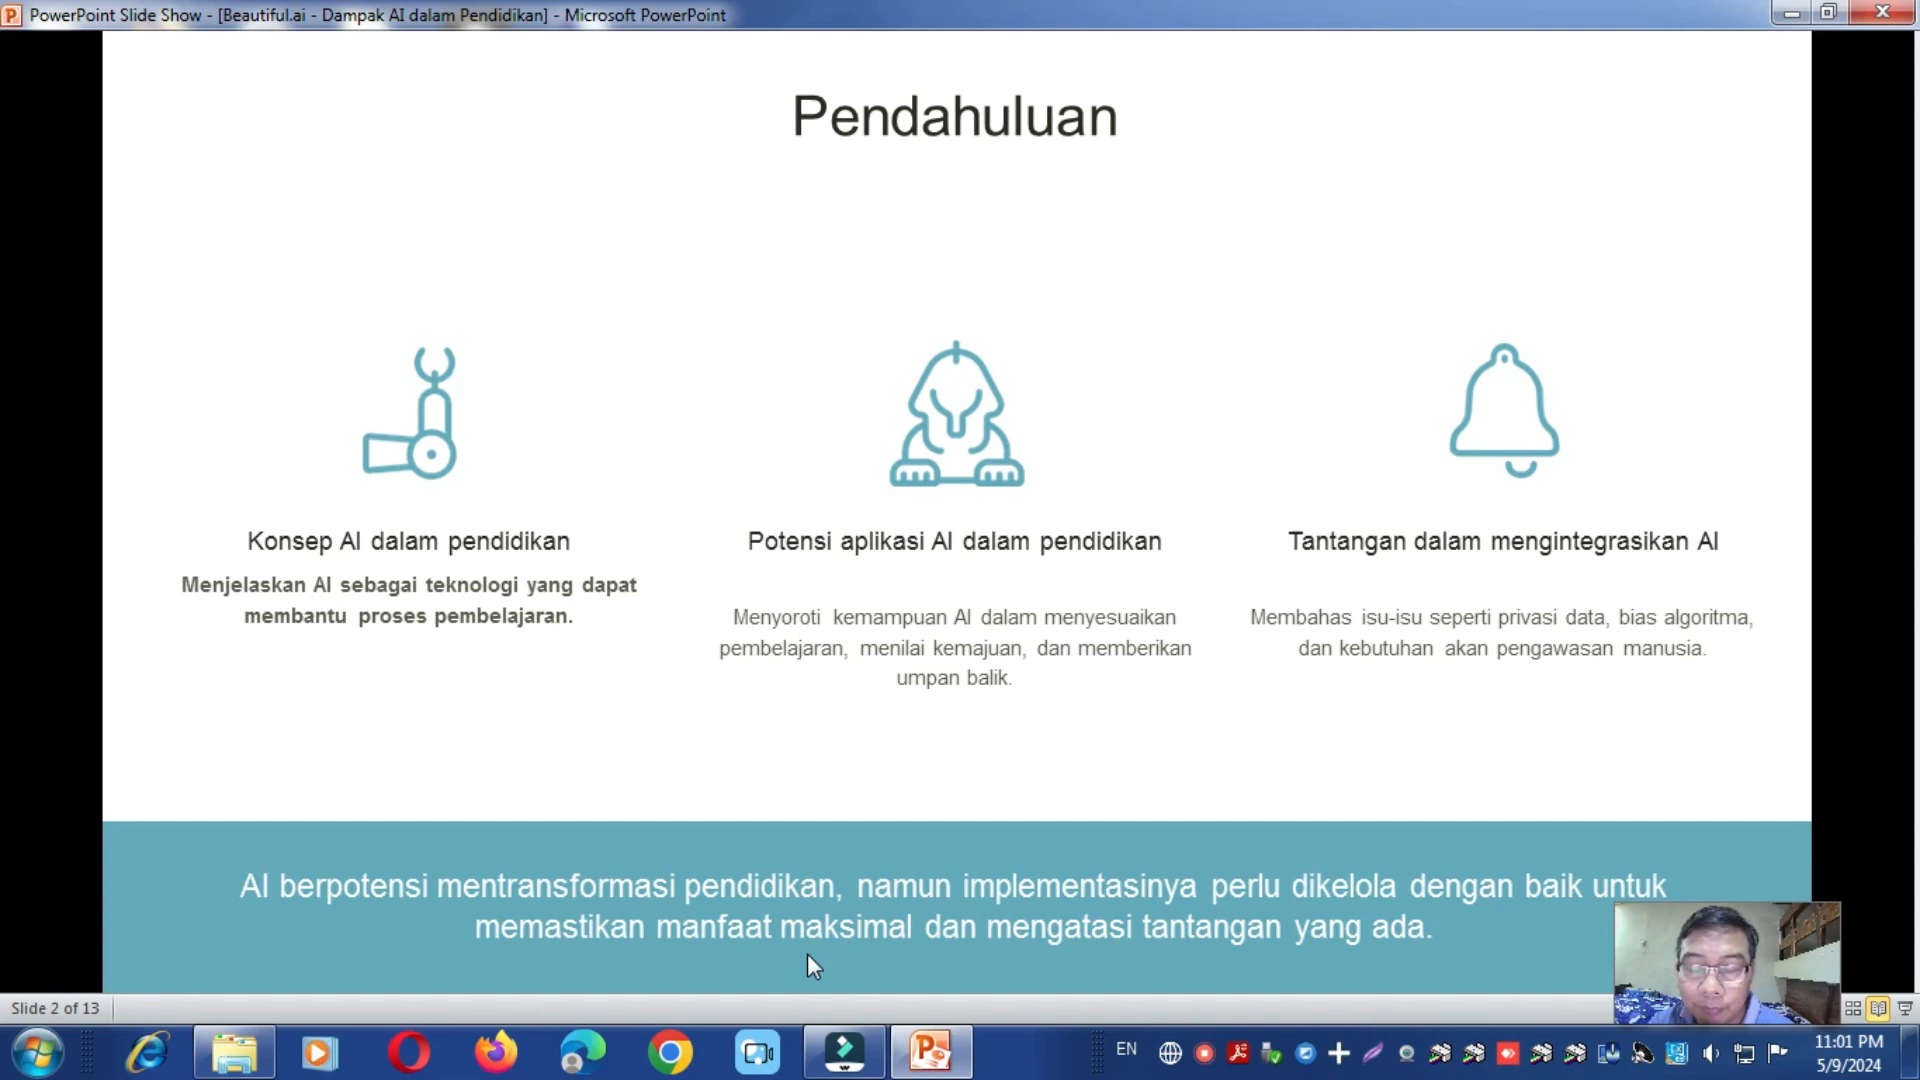 PowerPoint Slide Show - [Beautiful.ai - Dampak AI dalam Pendidikan] - Microsoft PowerPoint
Pendahuluan
Konsep AI dalam pendidikan
Menjelaskan AI sebagai teknologi yang dapat
membantu proses pembelajaran.
Potensi aplikasi AI dalam pendidikan
Menyoroti kemampuan AI dalam menyesuaikan
pembelajaran, menilai kemajuan, dan memberikan
umpan balik.
Tantangan dalam mengintegrasikan AI
Membahas isu-isu seperti privasi data, bias algoritma,
dan kebutuhan akan pengawasan manusia.
AI berpotensi mentransformasi pendidikan, namun implementasinya perlu dikelola dengan baik untuk
memastikan manfaat maksimal dan mengatasi tantangan yang ada.
Slide 2 of 13
EN
11:01 PM
5/9/2024